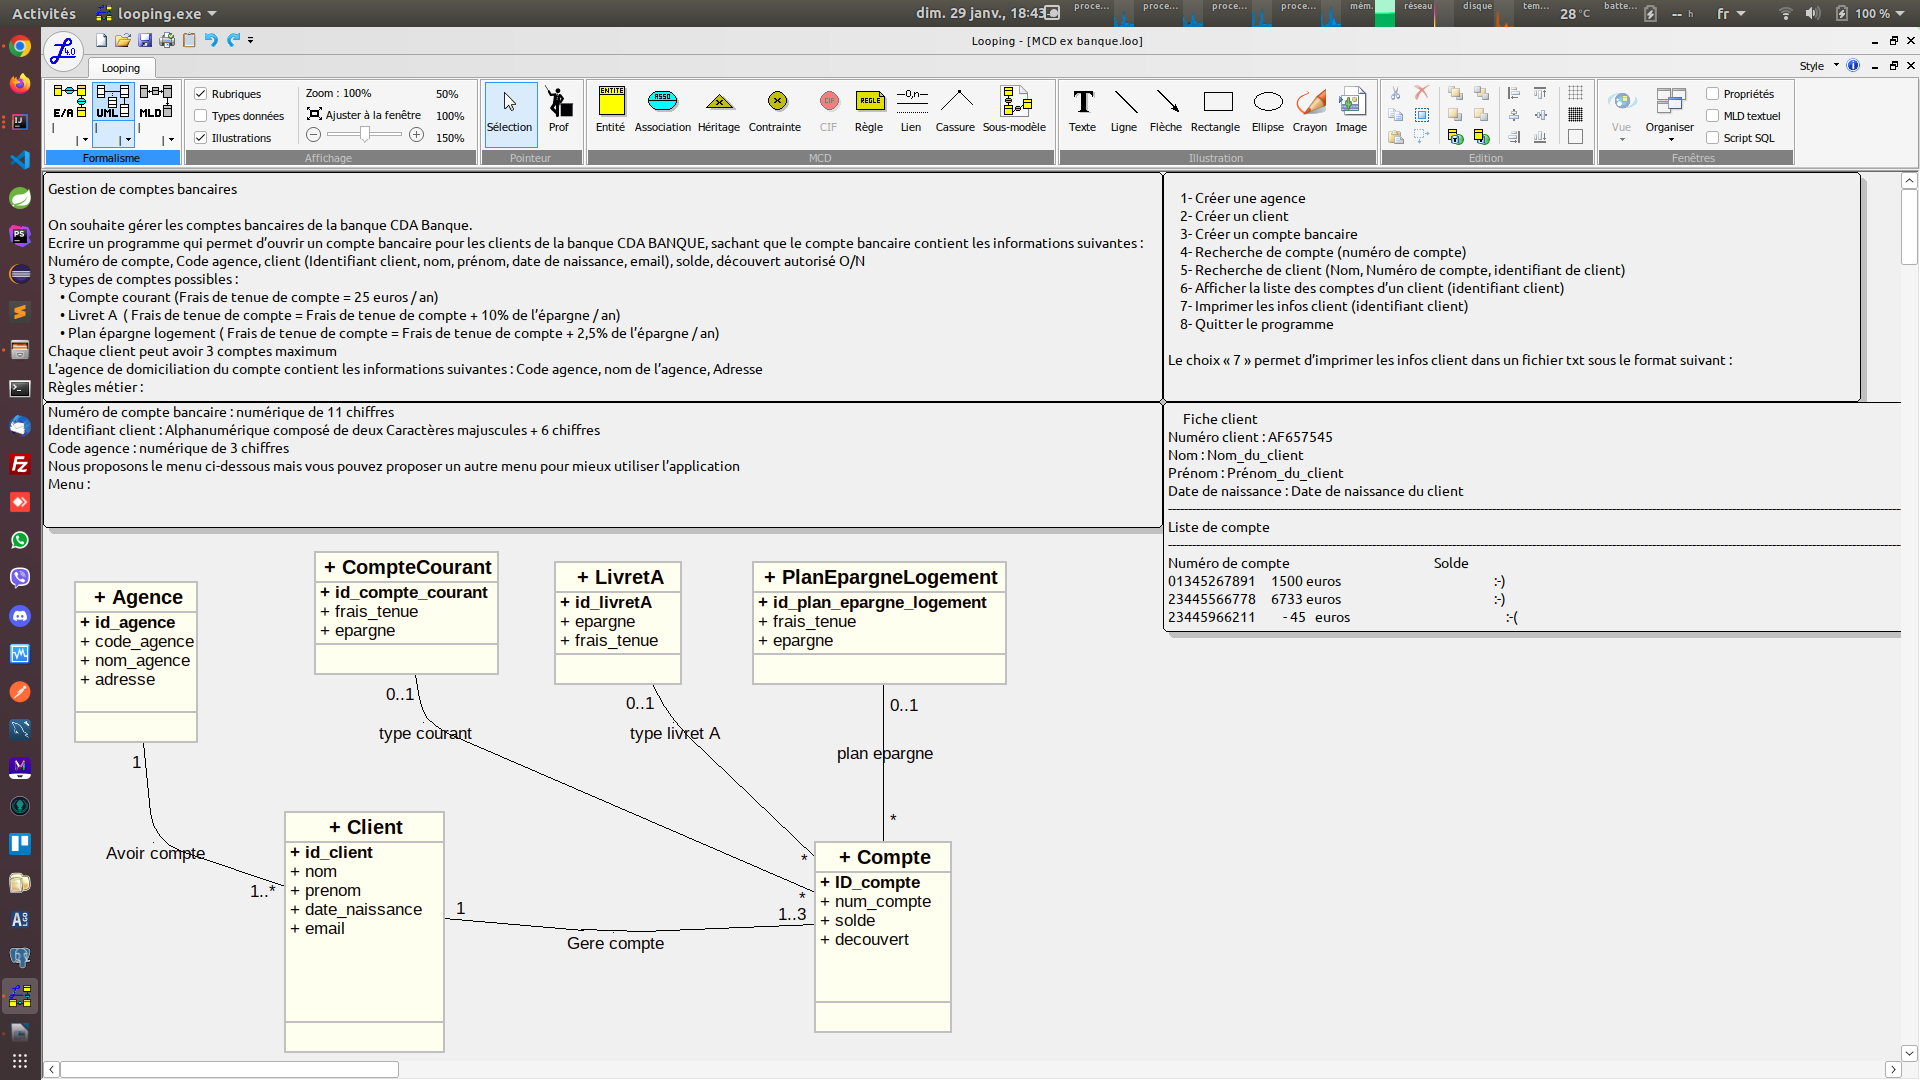 Activités
looping.exe
dim. 29 janv., 18:43
proce...
proce...
proce...
proce...
mém.
réseau
disque
tem...
28 °C
batte...
-- h
fr
100 %
Looping - [MCD ex banque.loo]
4.0
Looping
Style
E/A
UML
MLD
Formalisme
Rubriques
Types données
Illustrations
Zoom : 100%
Ajuster à la fenêtre
50%
100%
150%
Affichage
Sélection
Prof
Pointeur
ENTITÉ
Entité
ASSO
Association
Héritage
Contrainte
CIF
CIF
REGLE
Règle
—0,n—
Lien
Cassure
Sous-modèle
MCD
T
Texte
Ligne
Flèche
Rectangle
Ellipse
Crayon
Image
Illustration
Edition
Vue
Organiser
Propriétés
MLD textuel
Script SQL
Fenêtres
Gestion de comptes bancaires
On souhaite gérer les comptes bancaires de la banque CDA Banque.
Ecrire un programme qui permet d’ouvrir un compte bancaire pour les clients de la banque CDA BANQUE, sachant que le compte bancaire contient les informations suivantes :
Numéro de compte, Code agence, client (Identifiant client, nom, prénom, date de naissance, email), solde, découvert autorisé O/N
3 types de comptes possibles :
• Compte courant (Frais de tenue de compte = 25 euros / an)
• Livret A ( Frais de tenue de compte = Frais de tenue de compte + 10% de l’épargne / an)
• Plan épargne logement ( Frais de tenue de compte = Frais de tenue de compte + 2,5% de l’épargne / an)
Chaque client peut avoir 3 comptes maximum
L’agence de domiciliation du compte contient les informations suivantes : Code agence, nom de l’agence, Adresse
Règles métier :
Numéro de compte bancaire : numérique de 11 chiffres
Identifiant client : Alphanumérique composé de deux Caractères majuscules + 6 chiffres
Code agence : numérique de 3 chiffres
Nous proposons le menu ci-dessous mais vous pouvez proposer un autre menu pour mieux utiliser l’application
Menu :
1- Créer une agence
2- Créer un client
3- Créer un compte bancaire
4- Recherche de compte (numéro de compte)
5- Recherche de client (Nom, Numéro de compte, identifiant de client)
6- Afficher la liste des comptes d’un client (identifiant client)
7- Imprimer les infos client (identifiant client)
8- Quitter le programme
Le choix « 7 » permet d’imprimer les infos client dans un fichier txt sous le format suivant :
Fiche client
Numéro client : AF657545
Nom : Nom_du_client
Prénom : Prénom_du_client
Date de naissance : Date de naissance du client
Liste de compte
Numéro de compte Solde
01345267891 1500 euros :-)
23445566778 6733 euros :-)
23445966211 - 45 euros :-(
+ Agence
+ id_agence
+ code_agence
+ nom_agence
+ adresse
+ CompteCourant
+ id_compte_courant
+ frais_tenue
+ epargne
+ LivretA
+ id_livretA
+ epargne
+ frais_tenue
+ PlanEpargneLogement
+ id_plan_epargne_logement
+ frais_tenue
+ epargne
0..1
type courant
0..1
type livret A
0..1
plan epargne
*
1
Avoir compte
1..*
+ Client
+ id_client
+ nom
+ prenom
+ date_naissance
+ email
1
Gere compte
*
*
1..3
+ Compte
+ ID_compte
+ num_compte
+ solde
+ decouvert